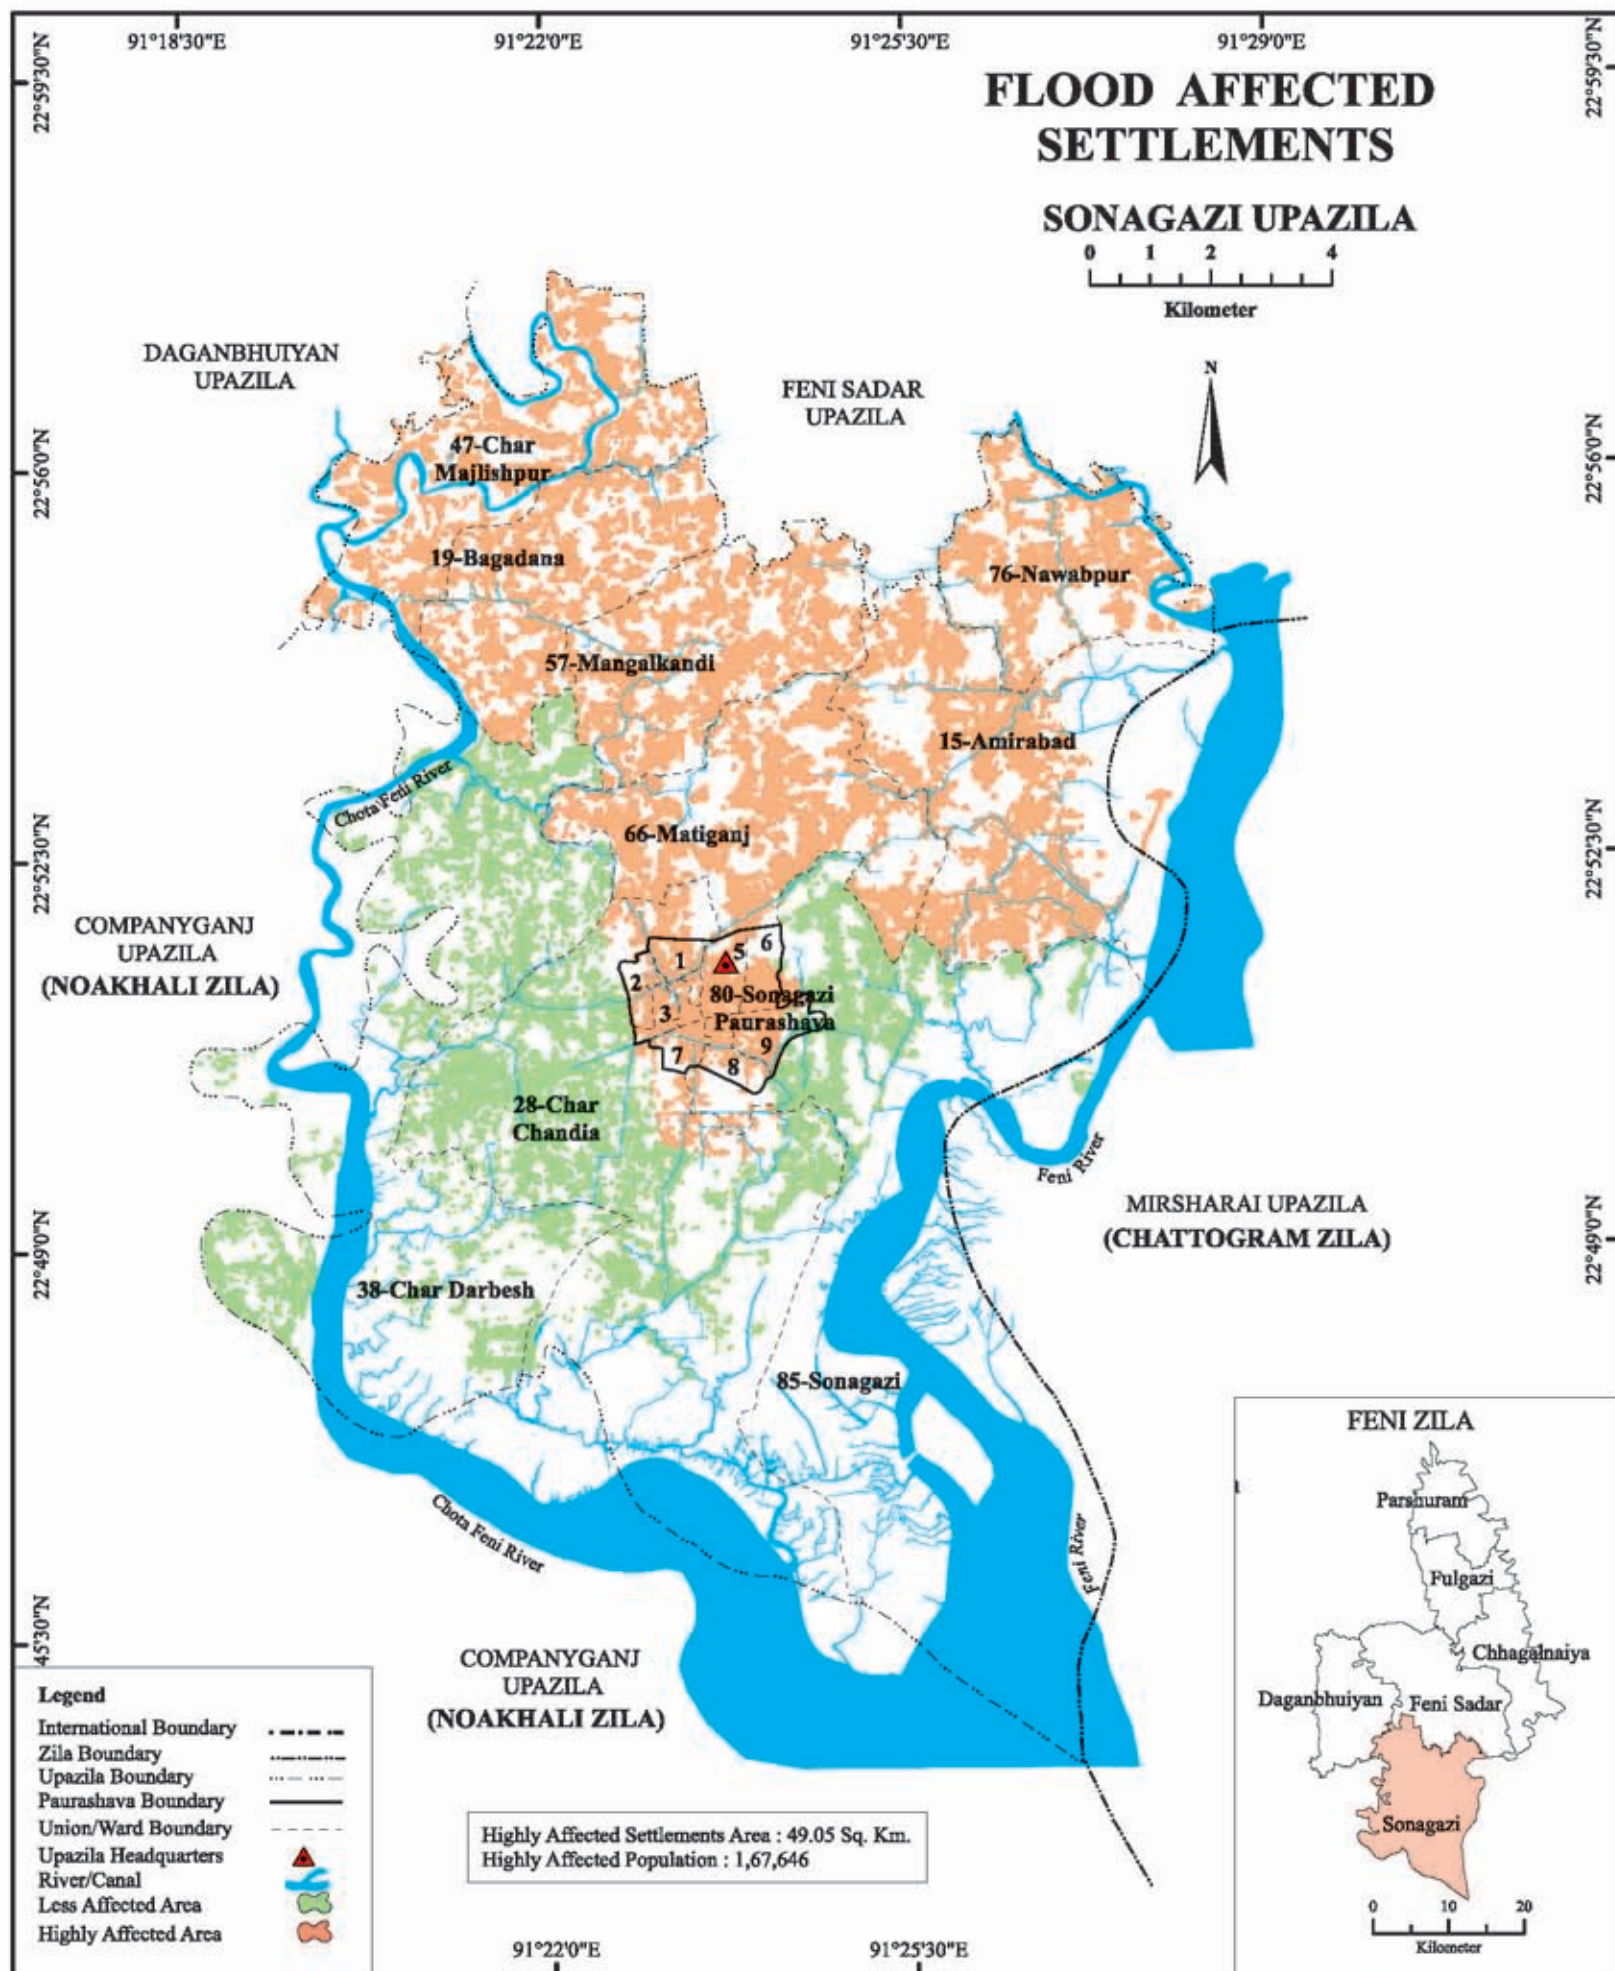 91°18'30"E
91°22'0"E
91°25'30"E
91°29'0"E
22°59'30"N
22°59'30"N
FLOOD AFFECTED
SETTLEMENTS
SONAGAZI UPAZILA
0 1 2 4
Kilometer
DAGANBHUIYAN
UPAZILA
FENI SADAR
UPAZILA
N
47-Char
Majlishpur
22°56'0"N
22°56'0"N
19-Bagadana
76-Nawabpur
57-Mangalkandi
15-Amirabad
Chota Feni River
66-Matiganj
22°52'30"N
22°52'30"N
COMPANYGANJ
UPAZILA
(NOAKHALI ZILA)
1
2
3
5
6
80-Sonagazi
Paurashava
7
8
9
28-Char
Chandia
Feni River
MIRSHARAI UPAZILA
(CHATTOGRAM ZILA)
22°49'0"N
22°49'0"N
38-Char Darbesh
85-Sonagazi
Chota Feni River
Feni River
45'30"N
COMPANYGANJ
UPAZILA
(NOAKHALI ZILA)
Legend
International Boundary
Zila Boundary
Upazila Boundary
Paurashava Boundary
Union/Ward Boundary
Upazila Headquarters
River/Canal
Less Affected Area
Highly Affected Area
Highly Affected Settlements Area : 49.05 Sq. Km.
Highly Affected Population : 1,67,646
91°22'0"E
91°25'30"E
FENI ZILA
Parshuram
Fulgazi
Chhagalnaiya
Daganbhuiyan
Feni Sadar
Sonagazi
0 10 20
Kilometer